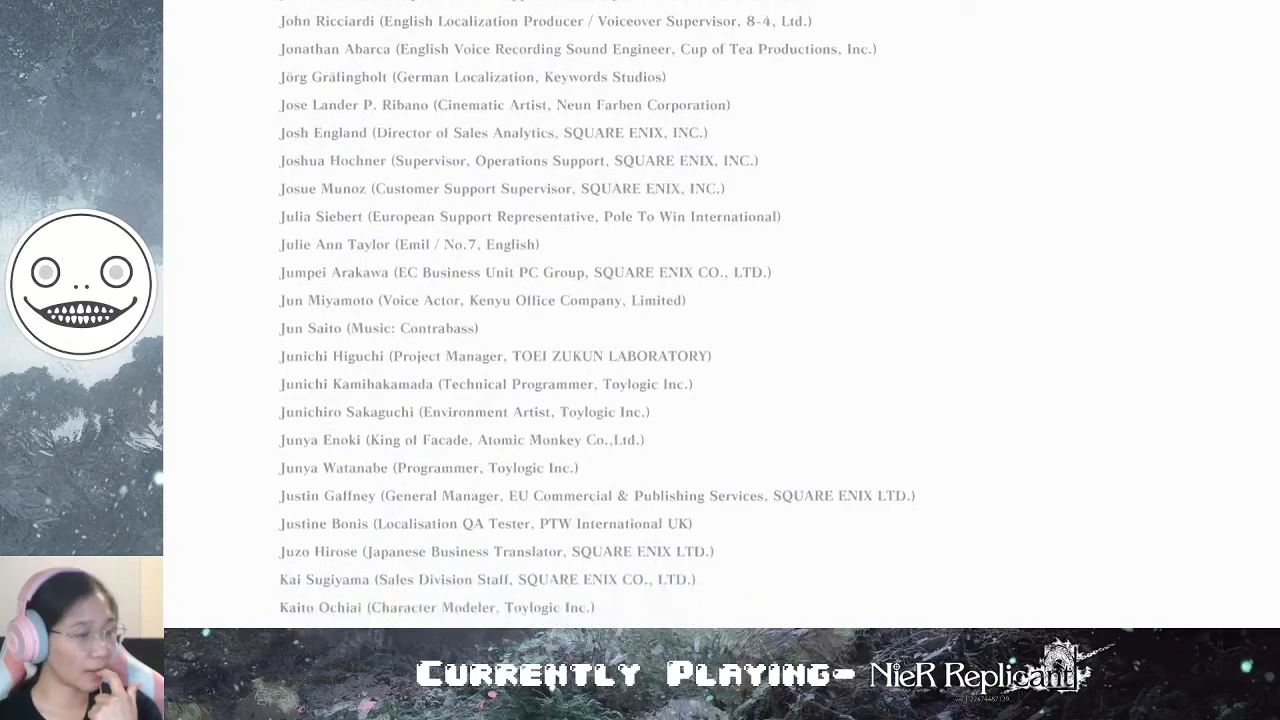 John Ricciardi (English Localization Producer / Voiceover Supervisor, 8-4, Ltd.)
Jonathan Abarca (English Voice Recording Sound Engineer, Cup of Tea Productions, Inc.)
Jörg Gräfingholt (German Localization, Keywords Studios)
Jose Lander P. Ribano (Cinematic Artist, Neun Farben Corporation)
Josh England (Director of Sales Analytics, SQUARE ENIX, INC.)
Joshua Hochner (Supervisor, Operations Support, SQUARE ENIX, INC.)
Josue Munoz (Customer Support Supervisor, SQUARE ENIX, INC.)
Julia Siebert (European Support Representative, Pole To Win International)
Julie Ann Taylor (Emil / No.7, English)
Jumpei Arakawa (EC Business Unit PC Group, SQUARE ENIX CO., LTD.)
Jun Miyamoto (Voice Actor, Kenyu Office Company, Limited)
Jun Saito (Music: Contrabass)
Junichi Higuchi (Project Manager, TOEI ZUKUN LABORATORY)
Junichi Kamihakamada (Technical Programmer, Toylogic Inc.)
Junichiro Sakaguchi (Environment Artist, Toylogic Inc.)
Junya Enoki (King of Facade, Atomic Monkey Co.,Ltd.)
Junya Watanabe (Programmer, Toylogic Inc.)
Justin Gaffney (General Manager, EU Commercial & Publishing Services, SQUARE ENIX LTD.)
Justine Bonis (Localisation QA Tester, PTW International UK)
Juzo Hirose (Japanese Business Translator, SQUARE ENIX LTD.)
Kai Sugiyama (Sales Division Staff, SQUARE ENIX CO., LTD.)
Kaito Ochiai (Character Modeler, Toylogic Inc.)
Currently Playing- NieR Replicant
ver.1.22474487139...